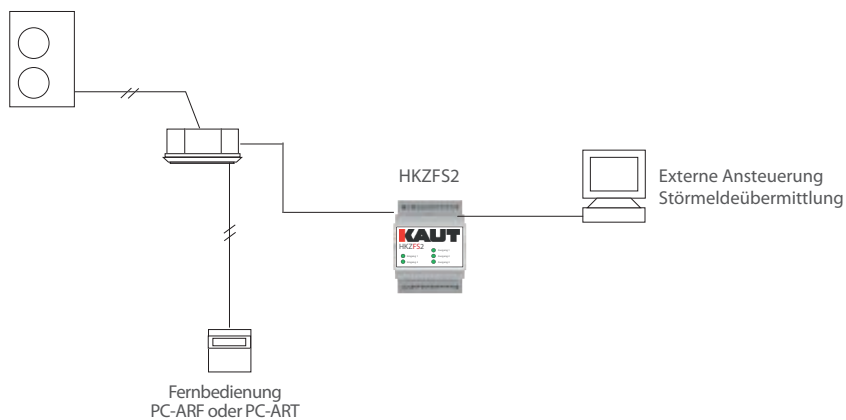 HKZFS2
Externe Ansteuerung
Störmeldeübermittlung
KAUT
HKZFS2
Fernbedienung
PC-ARF oder PC-ART